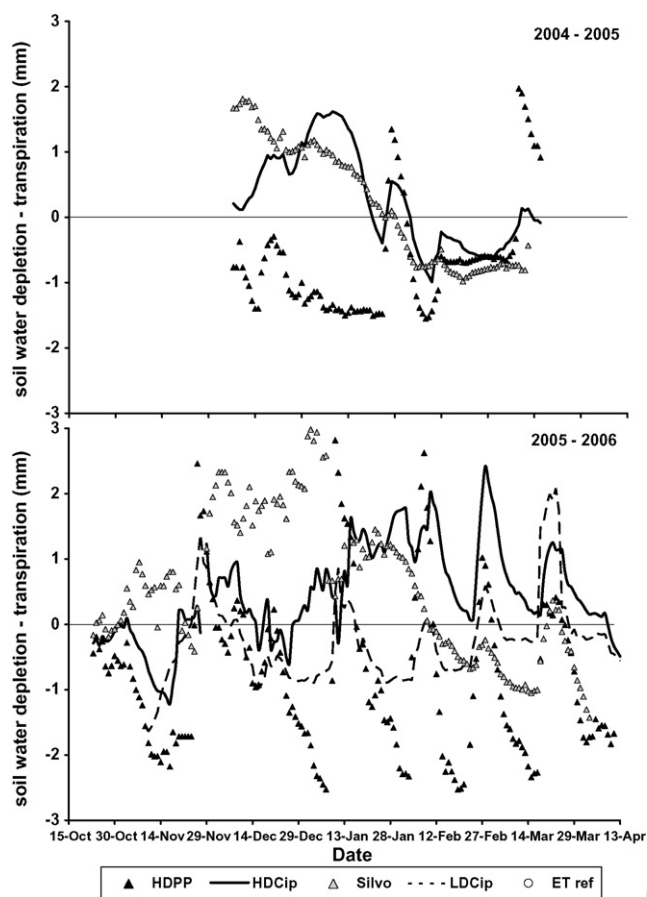 2004 - 2005
soil water depletion - transpiration (mm)
3
2
1
0
-1
-2
-3
2005 - 2006
soil water depletion - transpiration (mm)
3
2
1
0
-1
-2
-3
15-Oct 30-Oct 14-Nov 29-Nov 14-Dec 29-Dec 13-Jan 28-Jan 12-Feb 27-Feb 14-Mar 29-Mar 13-Apr
Date
HDPP HDCip Silvo LDCip ET ref